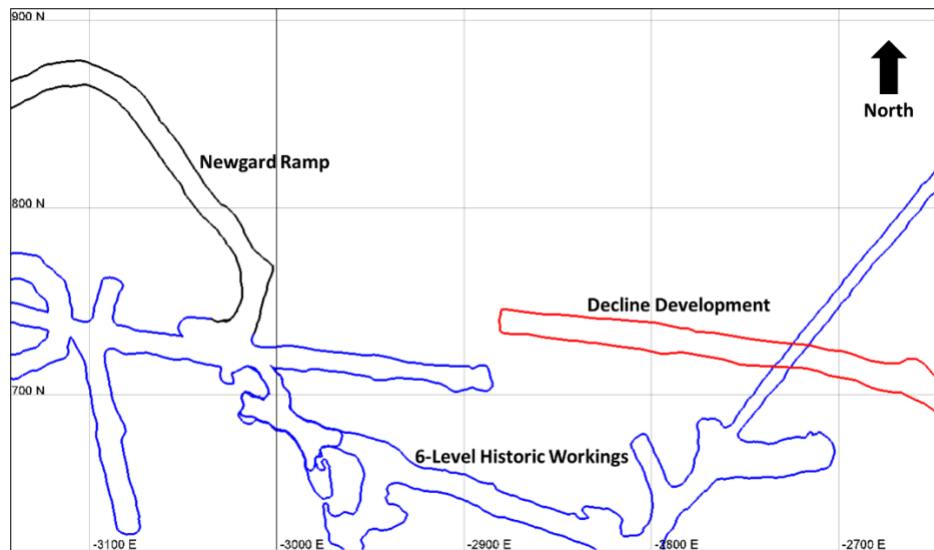 900 N
North
Newgard Ramp
800 N
Decline Development
700 N
6-Level Historic Workings
-3100 E
-3000 E
-2900 E
-2800 E
-2700 E